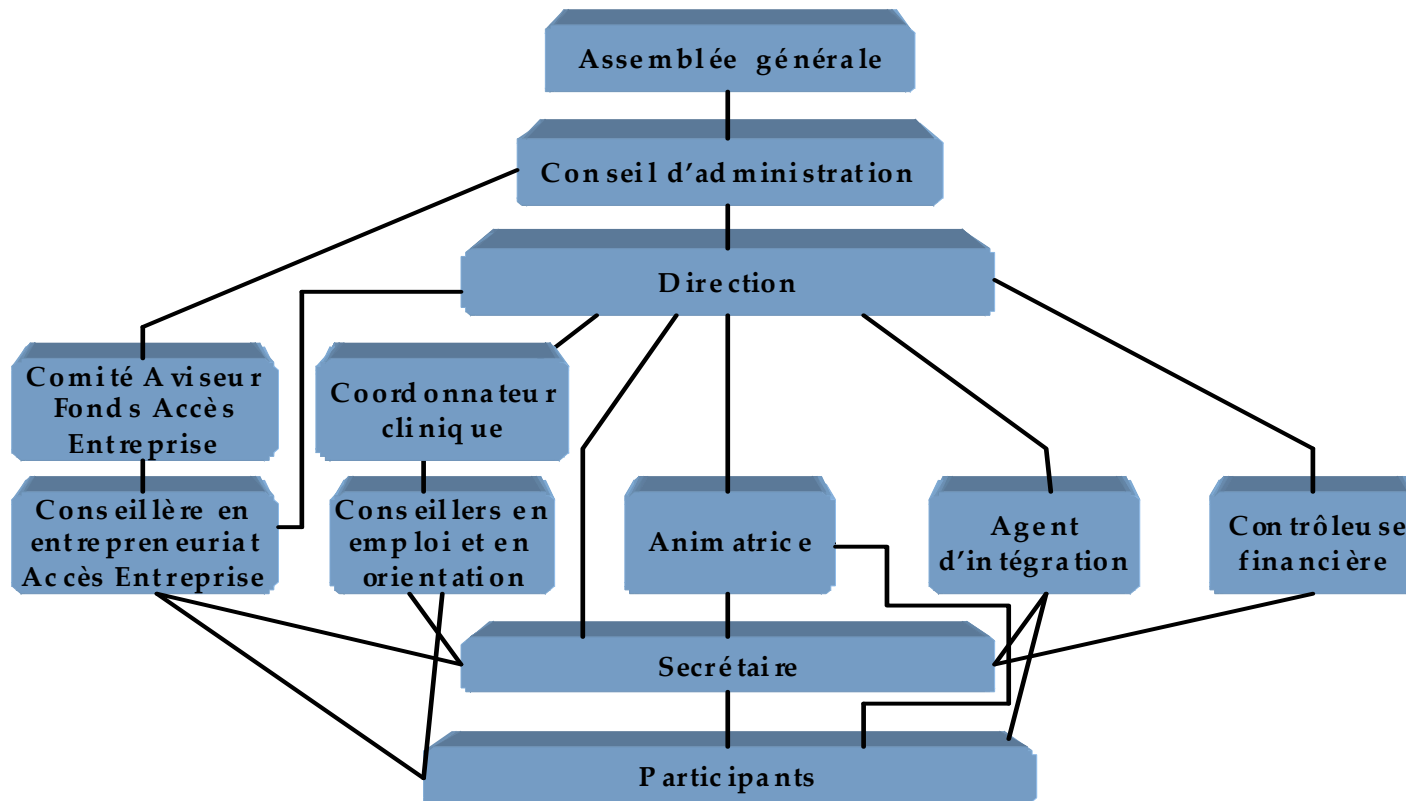 Assemblée générale
Conseil d'administration
Direction
Comité Aviseur
Fonds Accès
Entreprise
Coordonnateur
clinique
Conseillère en
entrepreneuriat
Accès Entreprise
Conseillers en
emploi et en
orientation
Animatrice
Agent
d'intégration
Contrôleuse
financière
Secrétaire
Participants